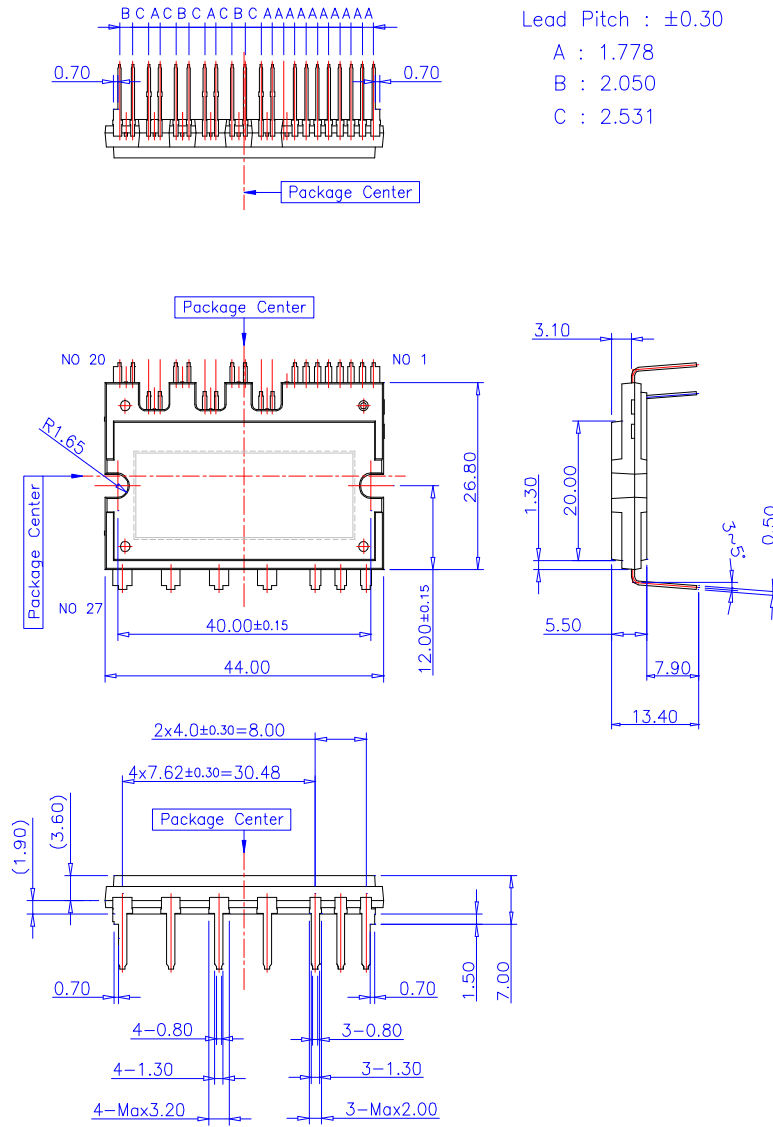 B C A C B C A C B C A A A A A A A A A A
Lead Pitch : ±0.30
A : 1.778
B : 2.050
C : 2.531
0.70
0.70
Package Center
Package Center
NO 20
NO 1
3.10
R1.65
Package Center
26.80
1.30
20.00
3~5°
0.50
NO 27
40.00±0.15
12.00±0.15
44.00
5.50
7.90
13.40
2x4.0±0.30=8.00
4x7.62±0.30=30.48
Package Center
(1.90)
(3.60)
0.70
0.70
1.50
7.00
4-0.80
3-0.80
4-1.30
3-1.30
4-Max3.20
3-Max2.00